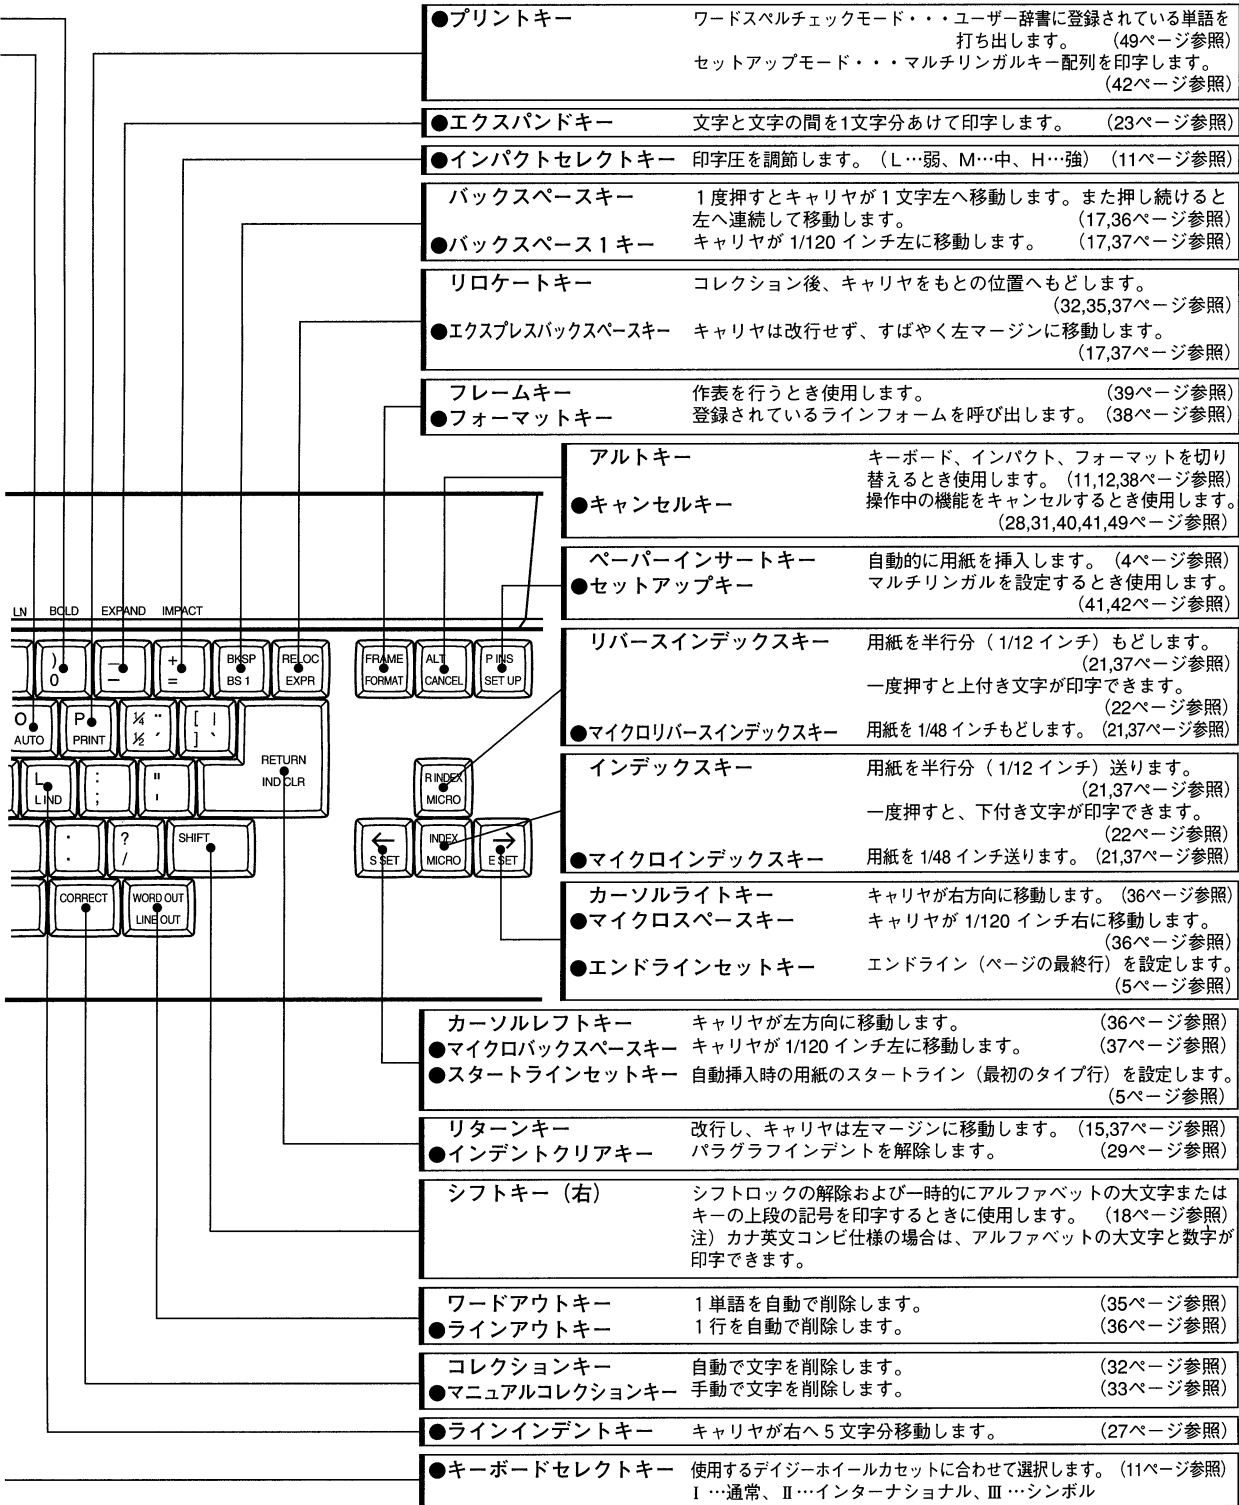 ●プリントキー ワードスペルチェックモード・・・ユーザー辞書に登録されている単語を
打ち出します。 (49ページ参照)
セットアップモード・・・マルチリンガルキー配列を印字します。
(42ページ参照)
●エクスパンドキー 文字と文字の間を1文字分あけて印字します。 (23ページ参照)
●インパクトセレクトキー 印字圧を調節します。(L…弱、M…中、H…強) (11ページ参照)
バックスペースキー 1度押すとキャリヤが1文字左へ移動します。また押し続けると
左へ連続して移動します。 (17,36ページ参照)
●バックスペース1キー キャリヤが 1/120 インチ左に移動します。 (17,37ページ参照)
リロケートキー コレクション後、キャリヤをもとの位置へもどします。
(32,35,37ページ参照)
●エクスプレスバックスペースキー キャリヤは改行せず、すばやく左マージンに移動します。
(17,37ページ参照)
フレームキー 作表を行うとき使用します。 (39ページ参照)
●フォーマットキー 登録されているラインフォームを呼び出します。 (38ページ参照)
アルトキー キーボード、インパクト、フォーマットを切り
替えるとき使用します。 (11,12,38ページ参照)
●キャンセルキー 操作中の機能をキャンセルするとき使用します。
(28,31,40,41,49ページ参照)
ペーパーインサートキー 自動的に用紙を挿入します。 (4ページ参照)
●セットアップキー マルチリンガルを設定するとき使用します。
(41,42ページ参照)
LN BOLD EXPAND IMPACT
) 0
— –
+ =
BKSP BS 1
RELOC EXPR
FRAME FORMAT
ALT CANCEL
P INS SET UP
リバースインデックスキー 用紙を半行分( 1/12 インチ)もどします。
(21,37ページ参照)
一度押すと上付き文字が印字できます。
(22ページ参照)
●マイクロリバースインデックスキー 用紙を 1/48 インチもどします。 (21,37ページ参照)
O AUTO
P PRINT
¼ ¨ ½ ´
[ | ] `
RETURN IND CLR
インデックスキー 用紙を半行分( 1/12 インチ)送ります。
(21,37ページ参照)
一度押すと、下付き文字が印字できます。
(22ページ参照)
●マイクロインデックスキー 用紙を 1/48 インチ送ります。 (21,37ページ参照)
L L IND
: ;
" '
R INDEX MICRO
. .
? /
SHIFT
← S SET
INDEX MICRO
→ E SET
カーソルライトキー キャリヤが右方向に移動します。 (36ページ参照)
●マイクロスペースキー キャリヤが 1/120 インチ右に移動します。
(36ページ参照)
●エンドラインセットキー エンドライン(ページの最終行)を設定します。
(5ページ参照)
CORRECT
WORD OUT LINE OUT
カーソルレフトキー キャリヤが左方向に移動します。 (36ページ参照)
●マイクロバックスペースキー キャリヤが 1/120 インチ左に移動します。 (37ページ参照)
●スタートラインセットキー 自動挿入時の用紙のスタートライン(最初のタイプ行)を設定します。
(5ページ参照)
リターンキー 改行し、キャリヤは左マージンに移動します。 (15,37ページ参照)
●インデントクリアキー パラグラフインデントを解除します。 (29ページ参照)
シフトキー(右) シフトロックの解除および一時的にアルファベットの大文字または
キーの上段の記号を印字するときに使用します。 (18ページ参照)
注)カナ英文コンビ仕様の場合は、アルファベットの大文字と数字が
印字できます。
ワードアウトキー 1単語を自動で削除します。 (35ページ参照)
●ラインアウトキー 1行を自動で削除します。 (36ページ参照)
コレクションキー 自動で文字を削除します。 (32ページ参照)
●マニュアルコレクションキー 手動で文字を削除します。 (33ページ参照)
●ラインインデントキー キャリヤが右へ5文字分移動します。 (27ページ参照)
●キーボードセレクトキー 使用するデイジーホイールカセットに合わせて選択します。 (11ページ参照)
Ⅰ…通常、Ⅱ…インターナショナル、Ⅲ…シンボル